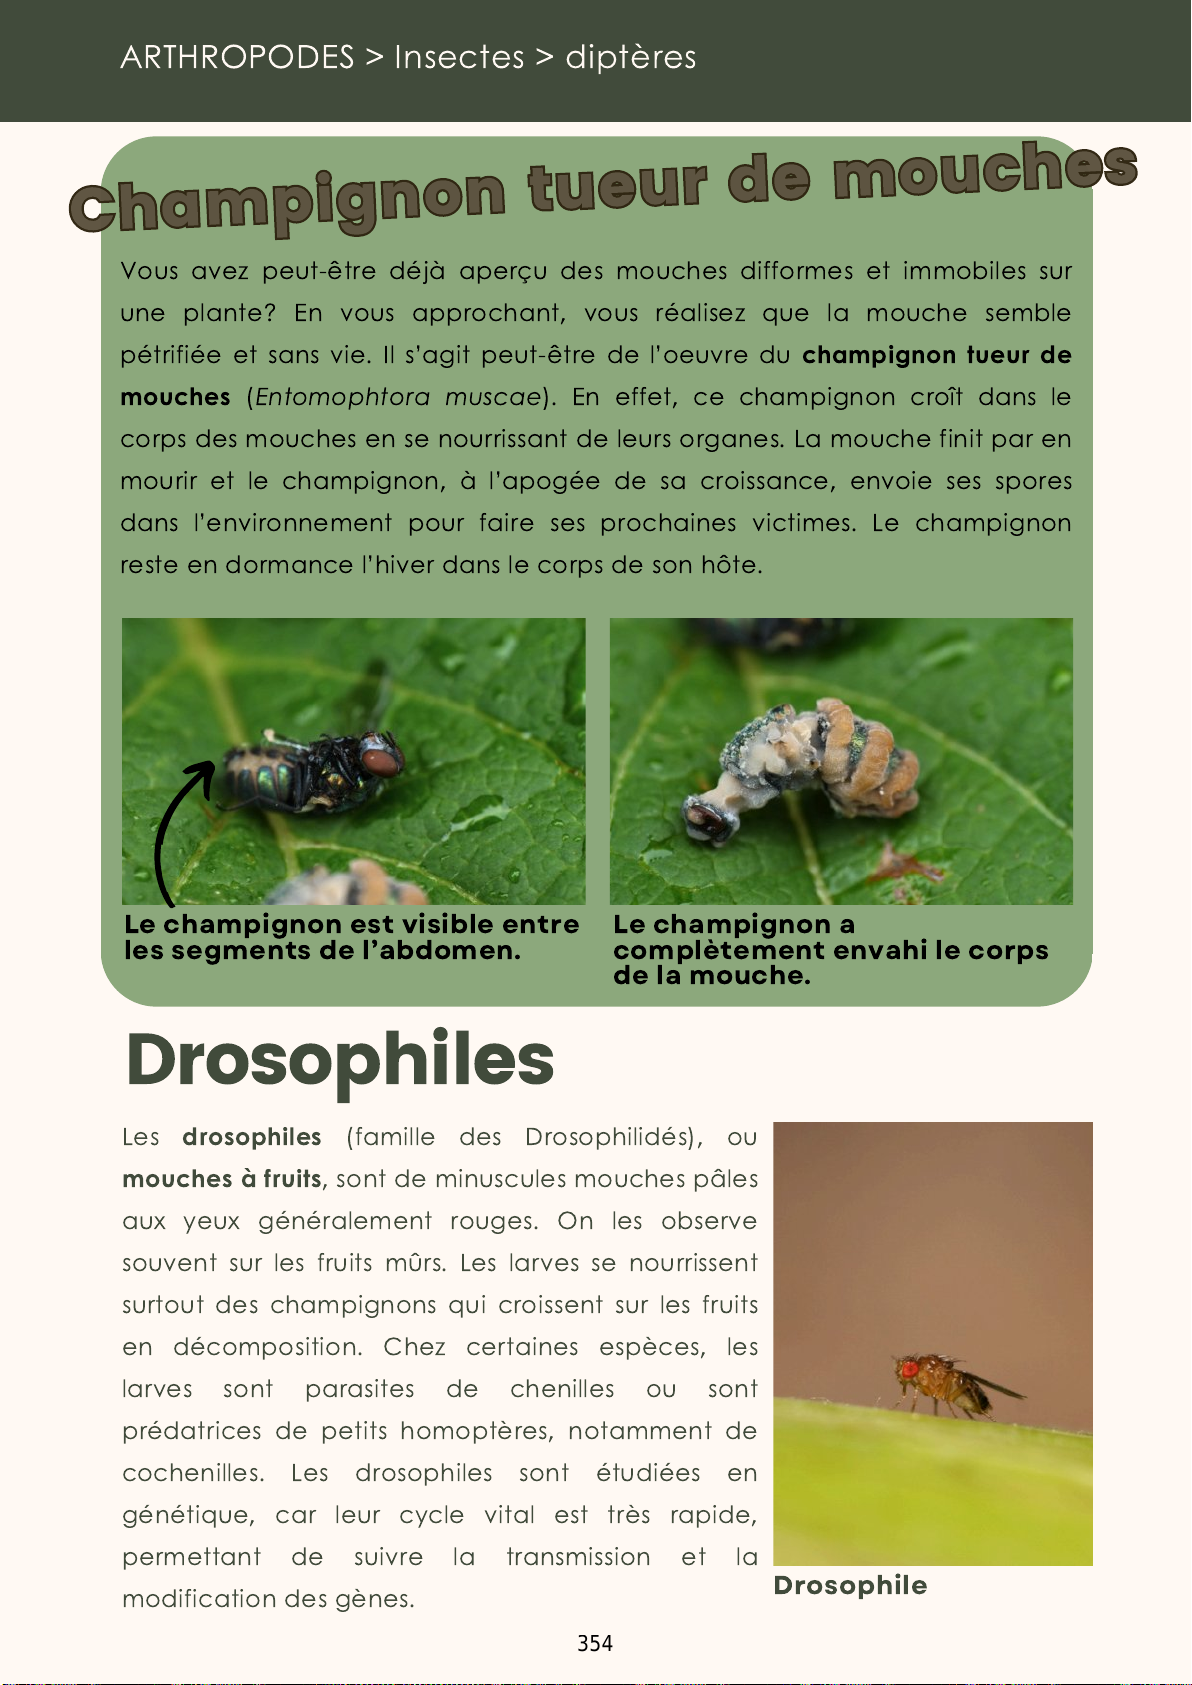 ARTHROPODES > Insectes > diptères
Champignon tueur de mouches
Vous avez peut-être déjà aperçu des mouches difformes et immobiles sur
une plante? En vous approchant, vous réalisez que la mouche semble
pétrifiée et sans vie. Il s'agit peut-être de l'oeuvre du champignon tueur de
mouches (Entomophtora muscae). En effet, ce champignon croît dans le
corps des mouches en se nourrissant de leurs organes. La mouche finit par en
mourir et le champignon, à l'apogée de sa croissance, envoie ses spores
dans l'environnement pour faire ses prochaines victimes. Le champignon
reste en dormance l'hiver dans le corps de son hôte.
Le champignon est visible entre
les segments de l'abdomen.
Le champignon a
complètement envahi le corps
de la mouche.
Drosophiles
Les drosophiles (famille des Drosophilidés), ou
mouches à fruits, sont de minuscules mouches pâles
aux yeux généralement rouges. On les observe
souvent sur les fruits mûrs. Les larves se nourrissent
surtout des champignons qui croissent sur les fruits
en décomposition. Chez certaines espèces, les
larves sont parasites de chenilles ou sont
prédatrices de petits homoptères, notamment de
cochenilles. Les drosophiles sont étudiées en
génétique, car leur cycle vital est très rapide,
permettant de suivre la transmission et la
modification des gènes.
Drosophile
354